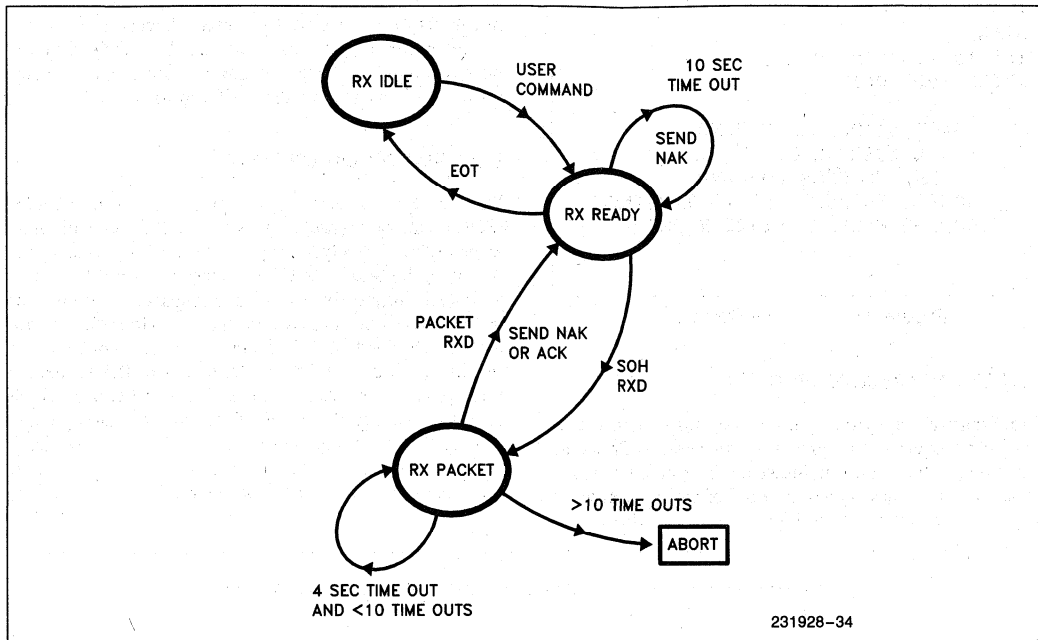 RX IDLE
USER
COMMAND
10 SEC
TIME OUT
SEND
NAK
EOT
RX READY
PACKET
RXD
SEND NAK
OR ACK
SOH
RXD
RX PACKET
>10 TIME OUTS
ABORT
4 SEC TIME OUT
AND <10 TIME OUTS
231928-34